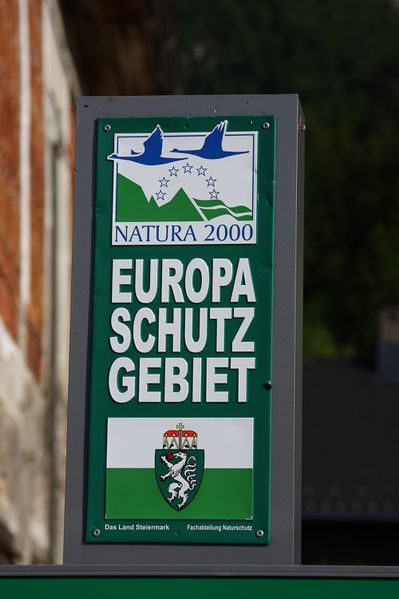 NATURA 2000
EUROPA
SCHUTZ
GEBIET
Das Land Steiermark Fachabteilung Naturschutz